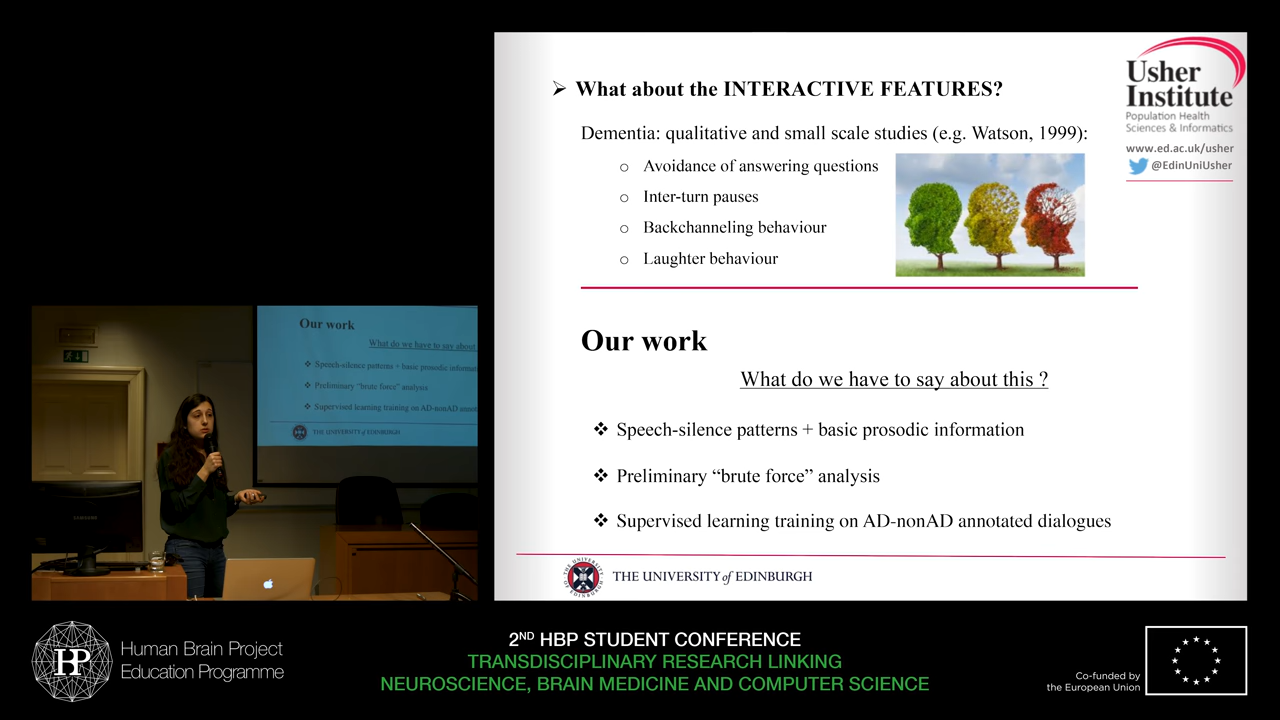 ➢ What about the INTERACTIVE FEATURES?
Dementia: qualitative and small scale studies (e.g. Watson, 1999):
o Avoidance of answering questions
o Inter-turn pauses
o Backchanneling behaviour
o Laughter behaviour
Usher
Institute
Population Health
Sciences & Informatics
www.ed.ac.uk/usher
@EdinUniUsher
Our work
What do we have to say about this ?
❖ Speech-silence patterns + basic prosodic information
❖ Preliminary “brute force” analysis
❖ Supervised learning training on AD-nonAD annotated dialogues
THE UNIVERSITY of EDINBURGH
Our work
What do we have to say about
❖ Speech-silence patterns + basic prosodic informa
❖ Preliminary “brute force” analysis
❖ Supervised learning training on AD-nonAD annot
THE UNIVERSITY of EDINBURGH
SAMSUNG
HBP
Human Brain Project
Education Programme
2ND HBP STUDENT CONFERENCE
TRANSDISCIPLINARY RESEARCH LINKING
NEUROSCIENCE, BRAIN MEDICINE AND COMPUTER SCIENCE
Co-funded by
the European Union